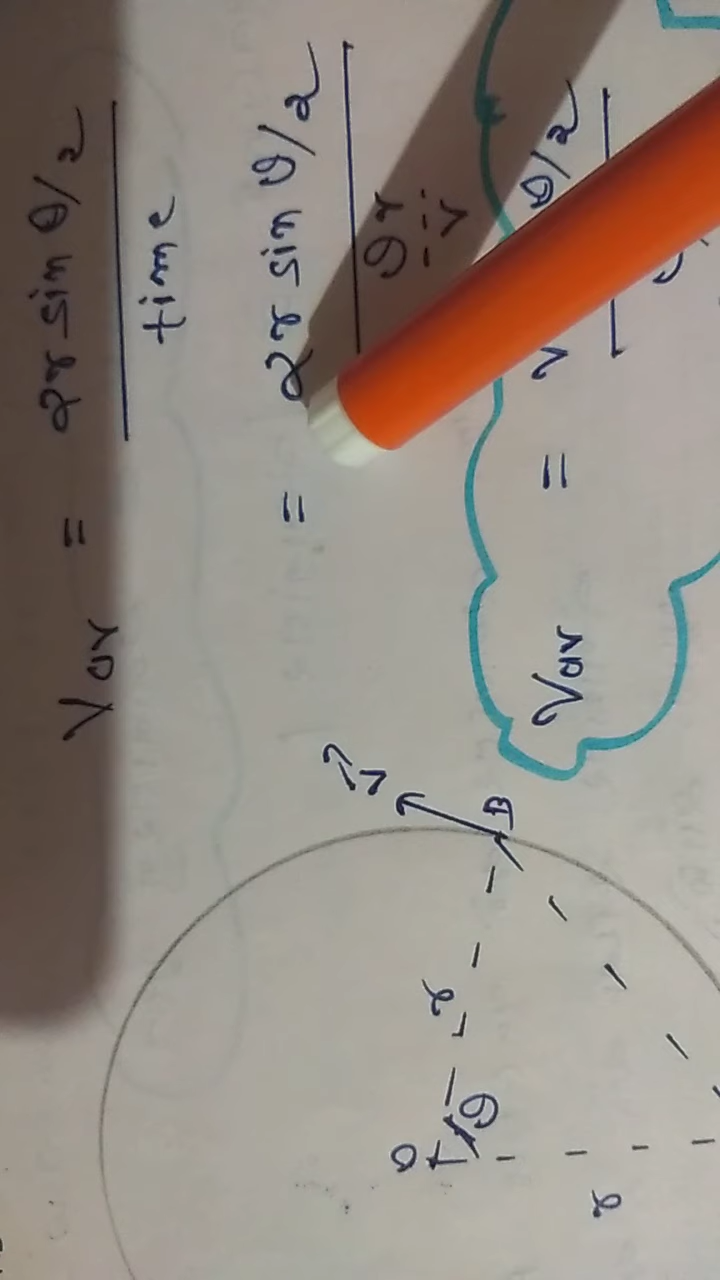 Vav = 2r sin θ/2
time
= 2r sin θ/2
θr
v
Vav = v θ/2
B
v
r
O
θ
r